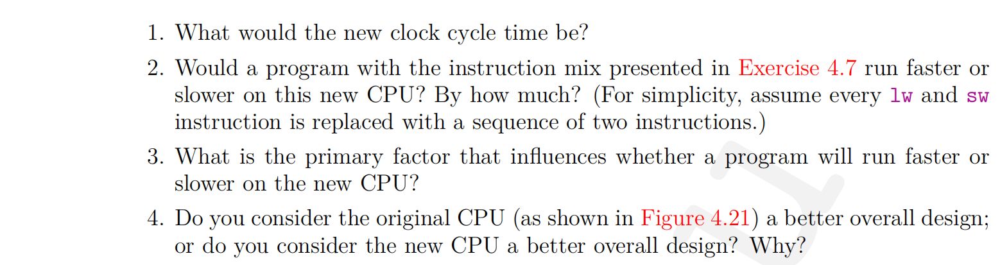 1. What would the new clock cycle time be?
2. Would a program with the instruction mix presented in Exercise 4.7 run faster or
slower on this new CPU? By how much? (For simplicity, assume every lw and sw
instruction is replaced with a sequence of two instructions.)
3. What is the primary factor that influences whether a program will run faster or
slower on the new CPU?
4. Do you consider the original CPU (as shown in Figure 4.21) a better overall design;
or do you consider the new CPU a better overall design? Why?